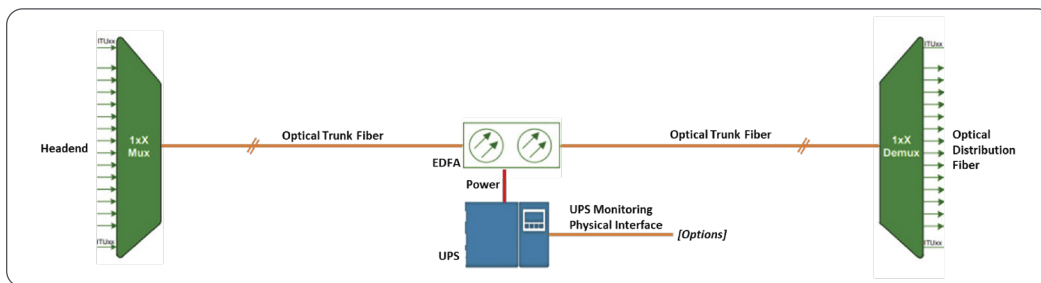 ITUxx
Headend
1xX
Mux
ITUxx
Optical Trunk Fiber
EDFA
Power
UPS
UPS Monitoring
Physical Interface
[Options]
Optical Trunk Fiber
1xX
Demux
ITUxx
Optical
Distribution
Fiber
ITUxx